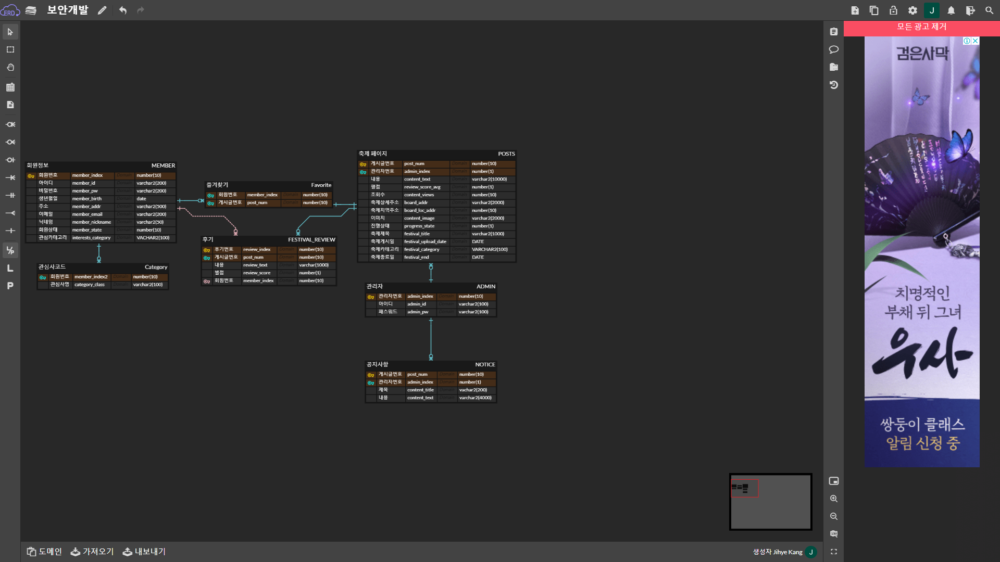 ERD
보안개발
J
모든 광고 제거
회원정보 MEMBER
회원번호 member_index Domain number(10)
아이디 member_id Domain varchar2(200)
비밀번호 member_pw Domain varchar2(200)
생년월일 member_birth Domain date
주소 member_addr Domain varchar2(500)
이메일 member_email Domain varchar2(200)
닉네임 member_nickname Domain varchar2(50)
회원상태 member_state Domain number(10)
관심카테고리 interests_category Domain VACHAR2(100)
관심사코드 Category
회원번호 member_index2 Domain number(10)
관심사명 category_class Domain varchar2(100)
즐겨찾기 Favorite
회원번호 member_index Domain number(10)
게시글번호 post_num Domain number(10)
후기 FESTIVAL_REVIEW
후기번호 review_index Domain number(10)
게시글번호 post_num Domain number(10)
내용 review_text Domain varchar(1000)
별점 review_score Domain number(1)
회원번호 member_index Domain number(10)
축제 페이지 POSTS
게시글번호 post_num Domain number(10)
관리자번호 admin_index Domain number(1)
내용 content_text Domain varchar2(10000)
평점 review_score_avg Domain number(1)
조회수 content_views Domain number(10)
축제상세주소 board_addr Domain varchar2(2000)
축제지역주소 board_loc_addr Domain number(10)
이미지 content_image Domain varchar2(2000)
진행상태 progress_state Domain number(1)
축제제목 festival_title Domain varchar2(1000)
축제게시일 festival_upload_date Domain DATE
축제카테고리 festival_category Domain VARCHAR2(100)
축제종료일 festival_end Domain DATE
관리자 ADMIN
관리자번호 admin_index Domain number(10)
아이디 admin_id Domain varchar2(100)
패스워드 admin_pw Domain varchar2(100)
공지사항 NOTICE
게시글번호 post_num Domain number(10)
관리자번호 admin_index Domain number(1)
제목 content_title Domain vachar2(200)
내용 content_text Domain varchar2(4000)
L/P
L
P
검은사막
치명적인
부채 뒤 그녀
우사
쌍둥이 클래스
알림 신청 중
도메인 가져오기 내보내기
생성자 Jihye Kang J